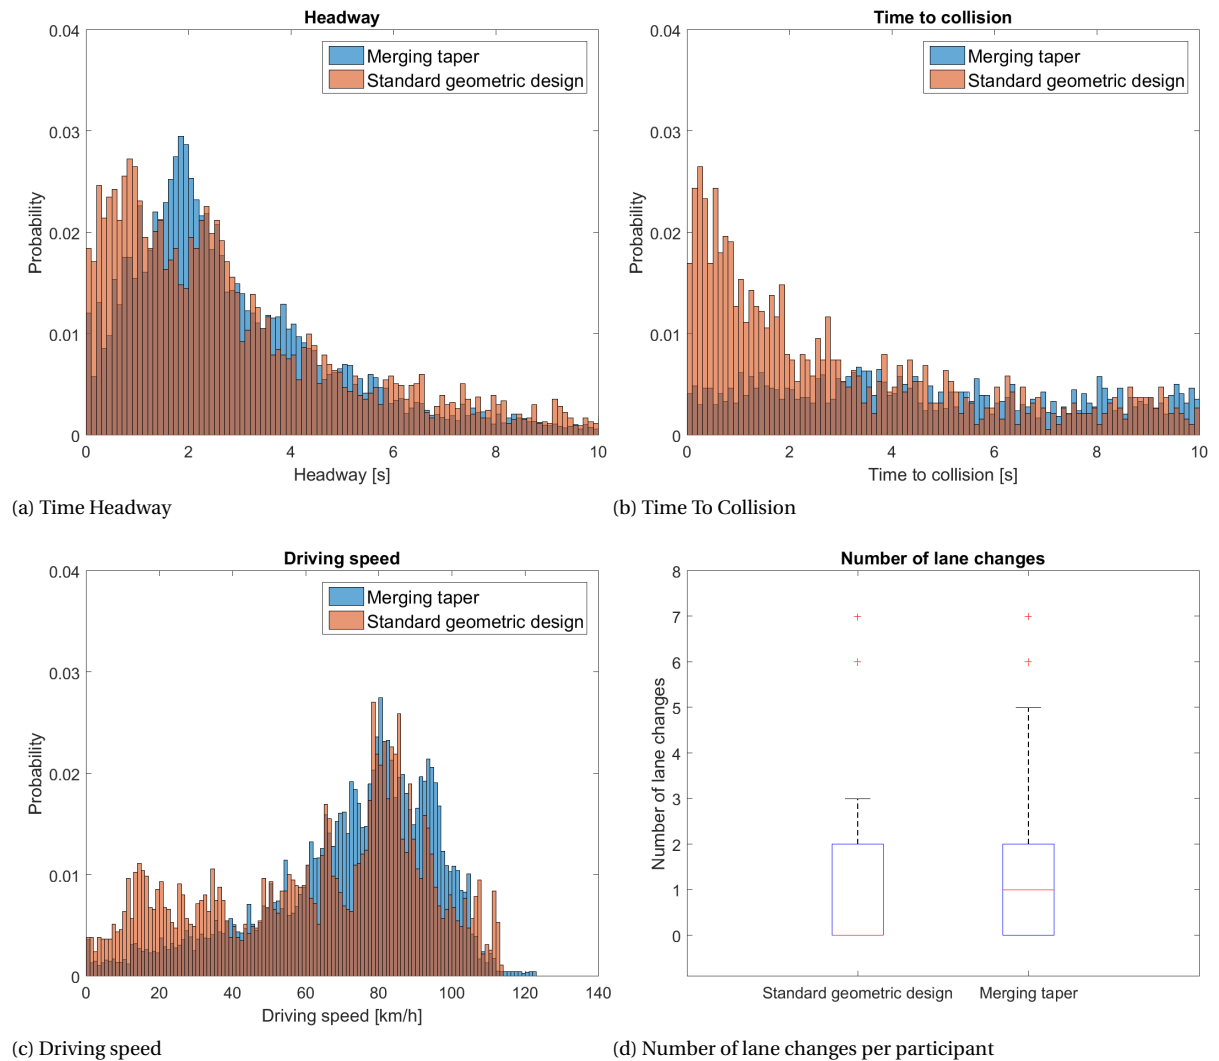 Headway
0.04
0.03
0.02
0.01
0
Probability
Merging taper
Standard geometric design
0 2 4 6 8 10
Headway [s]
(a) Time Headway
Time to collision
0.04
0.03
0.02
0.01
0
Probability
Merging taper
Standard geometric design
0 2 4 6 8 10
Time to collision [s]
(b) Time To Collision
Driving speed
0.04
0.03
0.02
0.01
0
Probability
Merging taper
Standard geometric design
0 20 40 60 80 100 120 140
Driving speed [km/h]
(c) Driving speed
Number of lane changes
8
7
6
5
4
3
2
1
0
Number of lane changes
Standard geometric design Merging taper
(d) Number of lane changes per participant